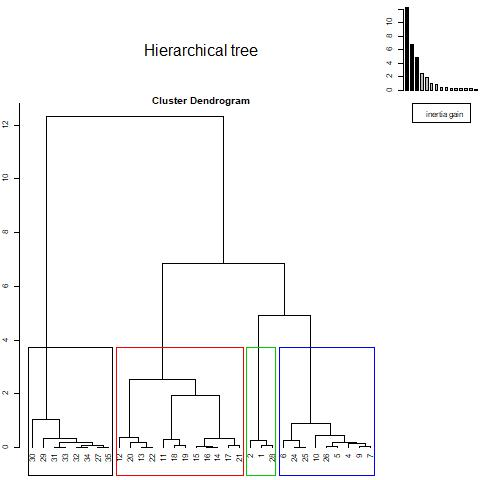 Hierarchical tree
Cluster Dendrogram
0 2 4 6 8 10
inertia gain
0 2 4 6 8 10 12
30 29 31 33 32 34 27 35 12 20 13 22 11 18 19 15 16 14 17 21 2 1 28 6 24 25 10 26 5 4 9 7